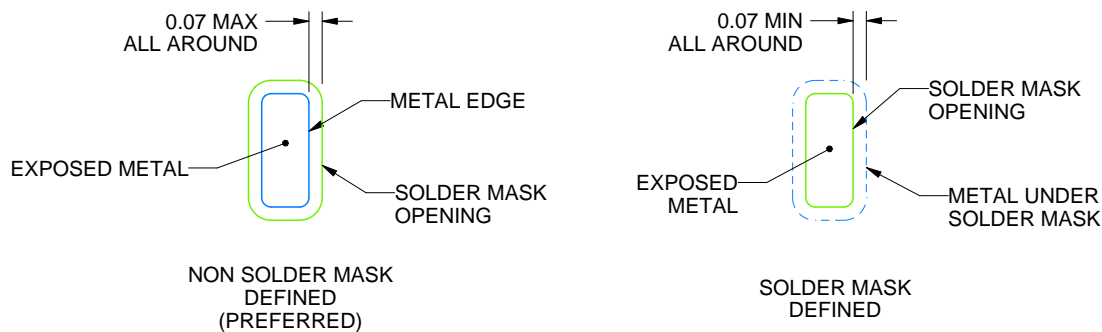 0.07 MAX
ALL AROUND
METAL EDGE
EXPOSED METAL
SOLDER MASK
OPENING
NON SOLDER MASK
DEFINED
(PREFERRED)
0.07 MIN
ALL AROUND
SOLDER MASK
OPENING
EXPOSED
METAL
METAL UNDER
SOLDER MASK
SOLDER MASK
DEFINED